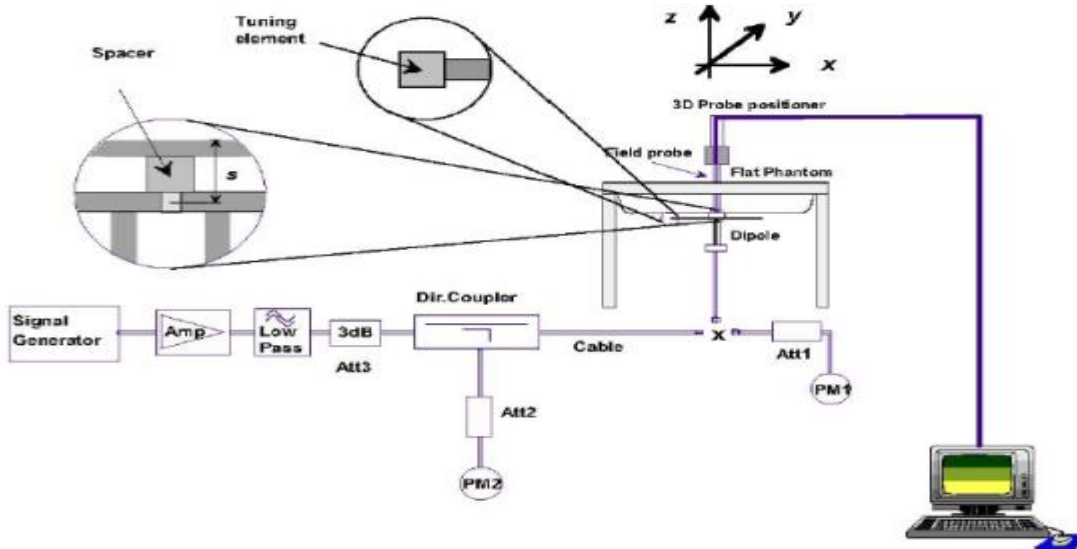 Tuning
element
Spacer
z
y
x
3D Probe positioner
Field probe
s
Flat Phantom
Dipole
Dir.Coupler
Signal
Generator
Amp
Low
Pass
3dB
Cable
x
Att3
Att1
PM1
Att2
PM2